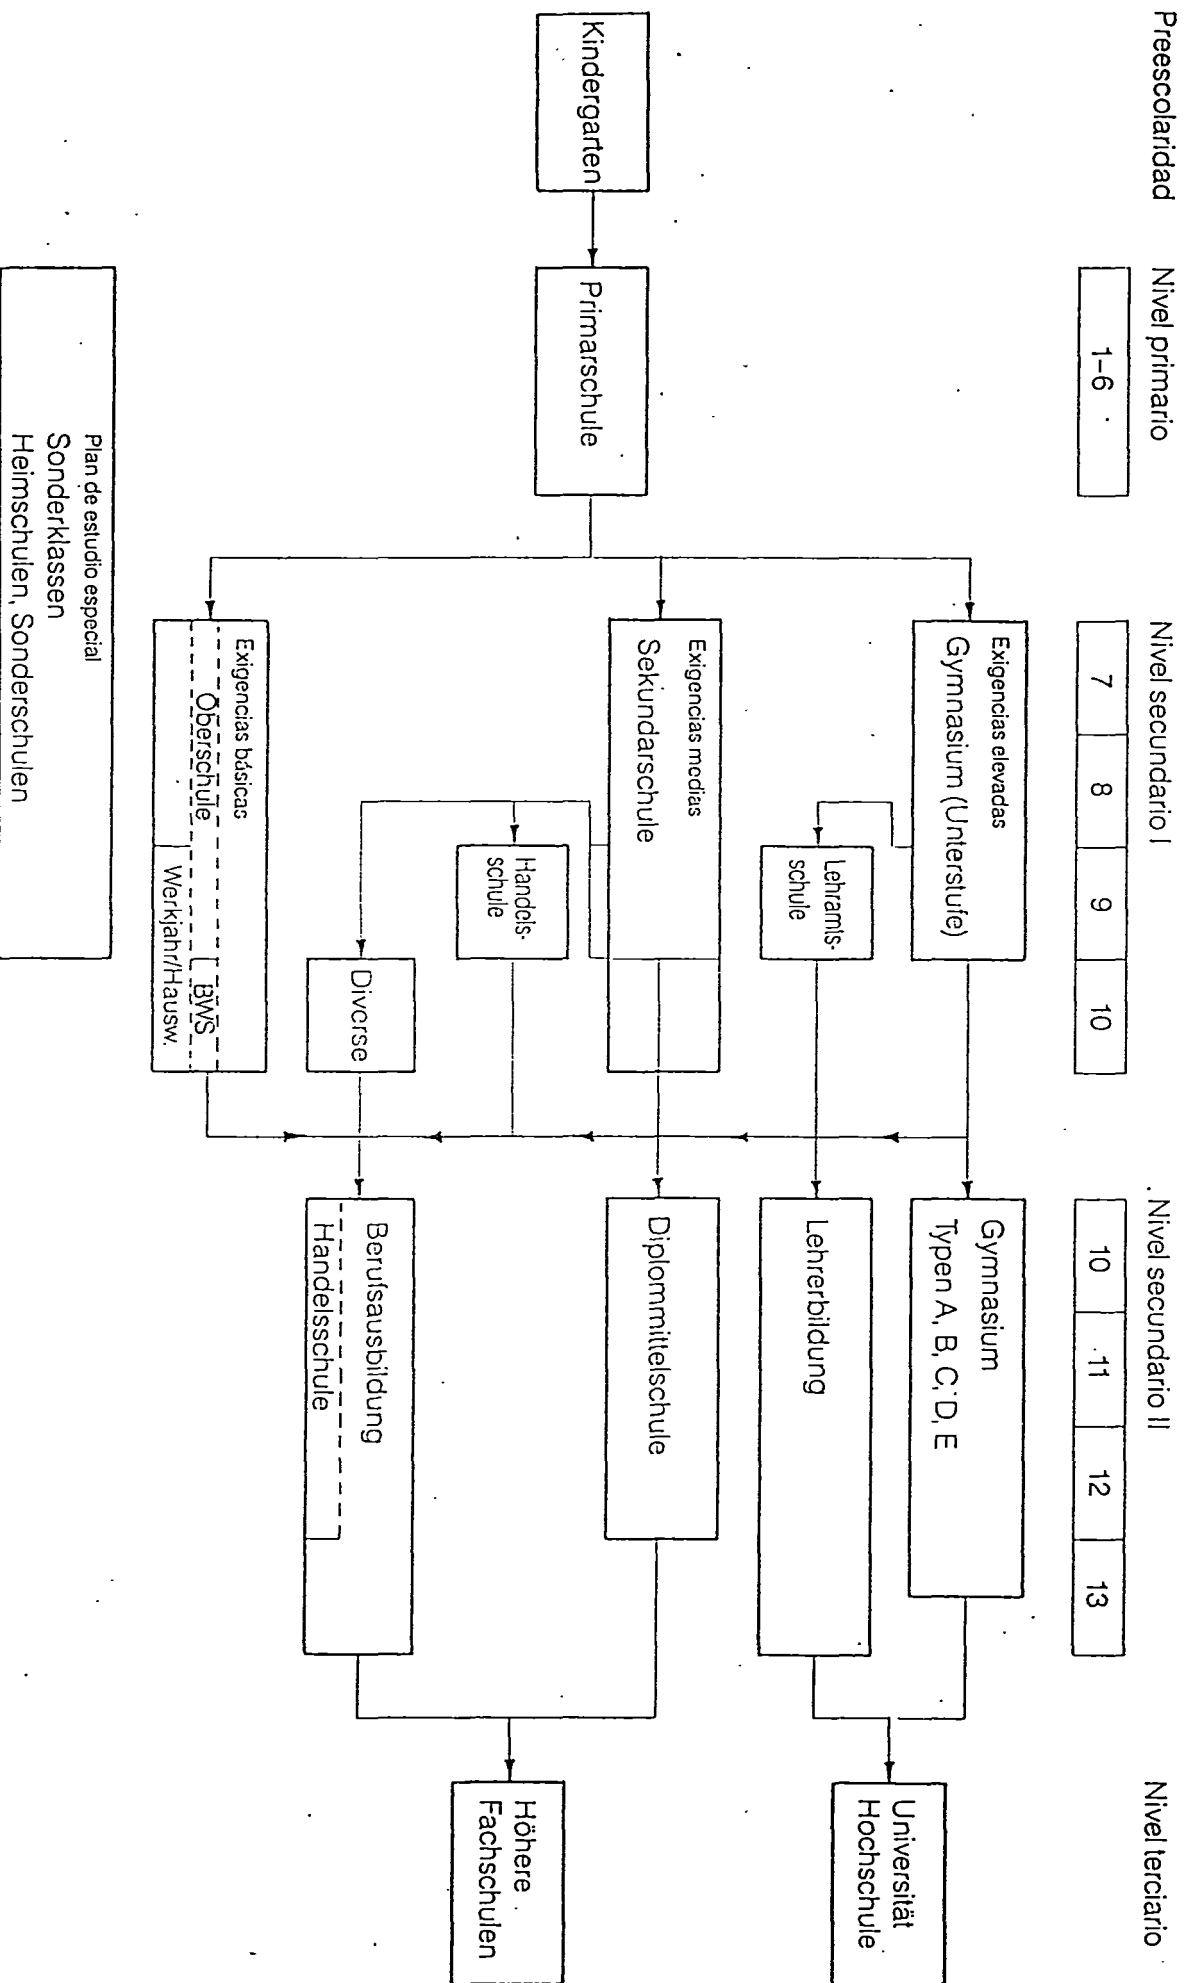 Preescolaridad
Nivel primario
Nivel secundario I
Nivel secundario II
Nivel terciario
1-6
7
8
9
10
10
11
12
13
Kindergarten
Primarschule
Exigencias elevadas
Gymnasium (Unterstufe)
Lehramts-
schule
Exigencias medias
Sekundarschule
Handels-
schule
Diverse
Exigencias básicas
Oberschule
BWS
Werkjahr/Hausw.
Gymnasium
Typen A, B, C, D, E
Lehrerbildung
Diplommittelschule
Berufsausbildung
Handelsschule
Universität
Hochschule
Höhere
Fachschulen
Plan de estudio especial
Sonderklassen
Heimschulen, Sonderschulen